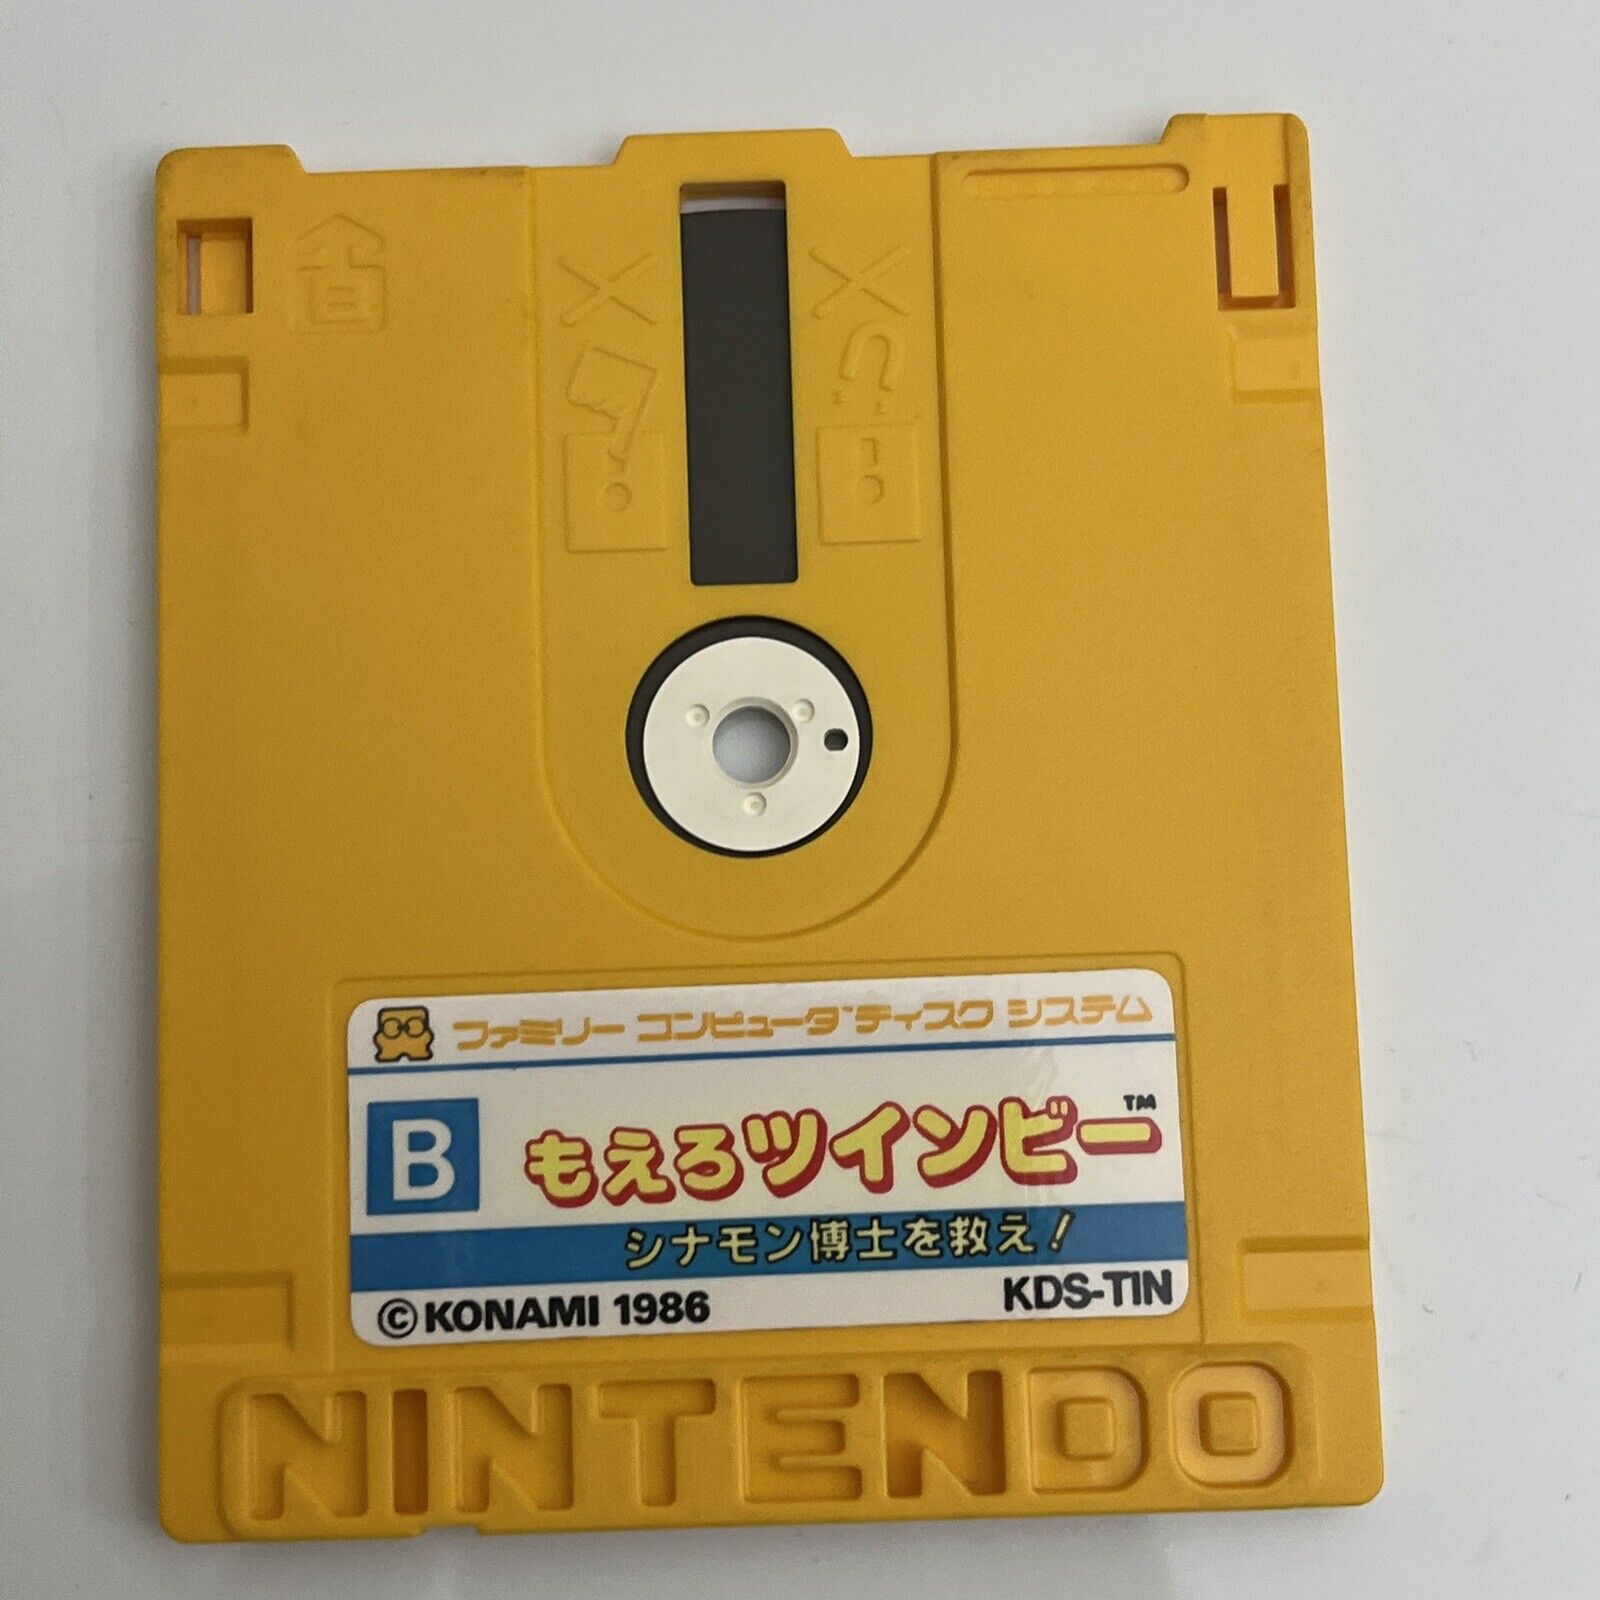 ファミリー コンピュータ ディスク システム
B
もえろツインビー™
シナモン博士を救え!
©KONAMI 1986
KDS-TIN
NINTENDO